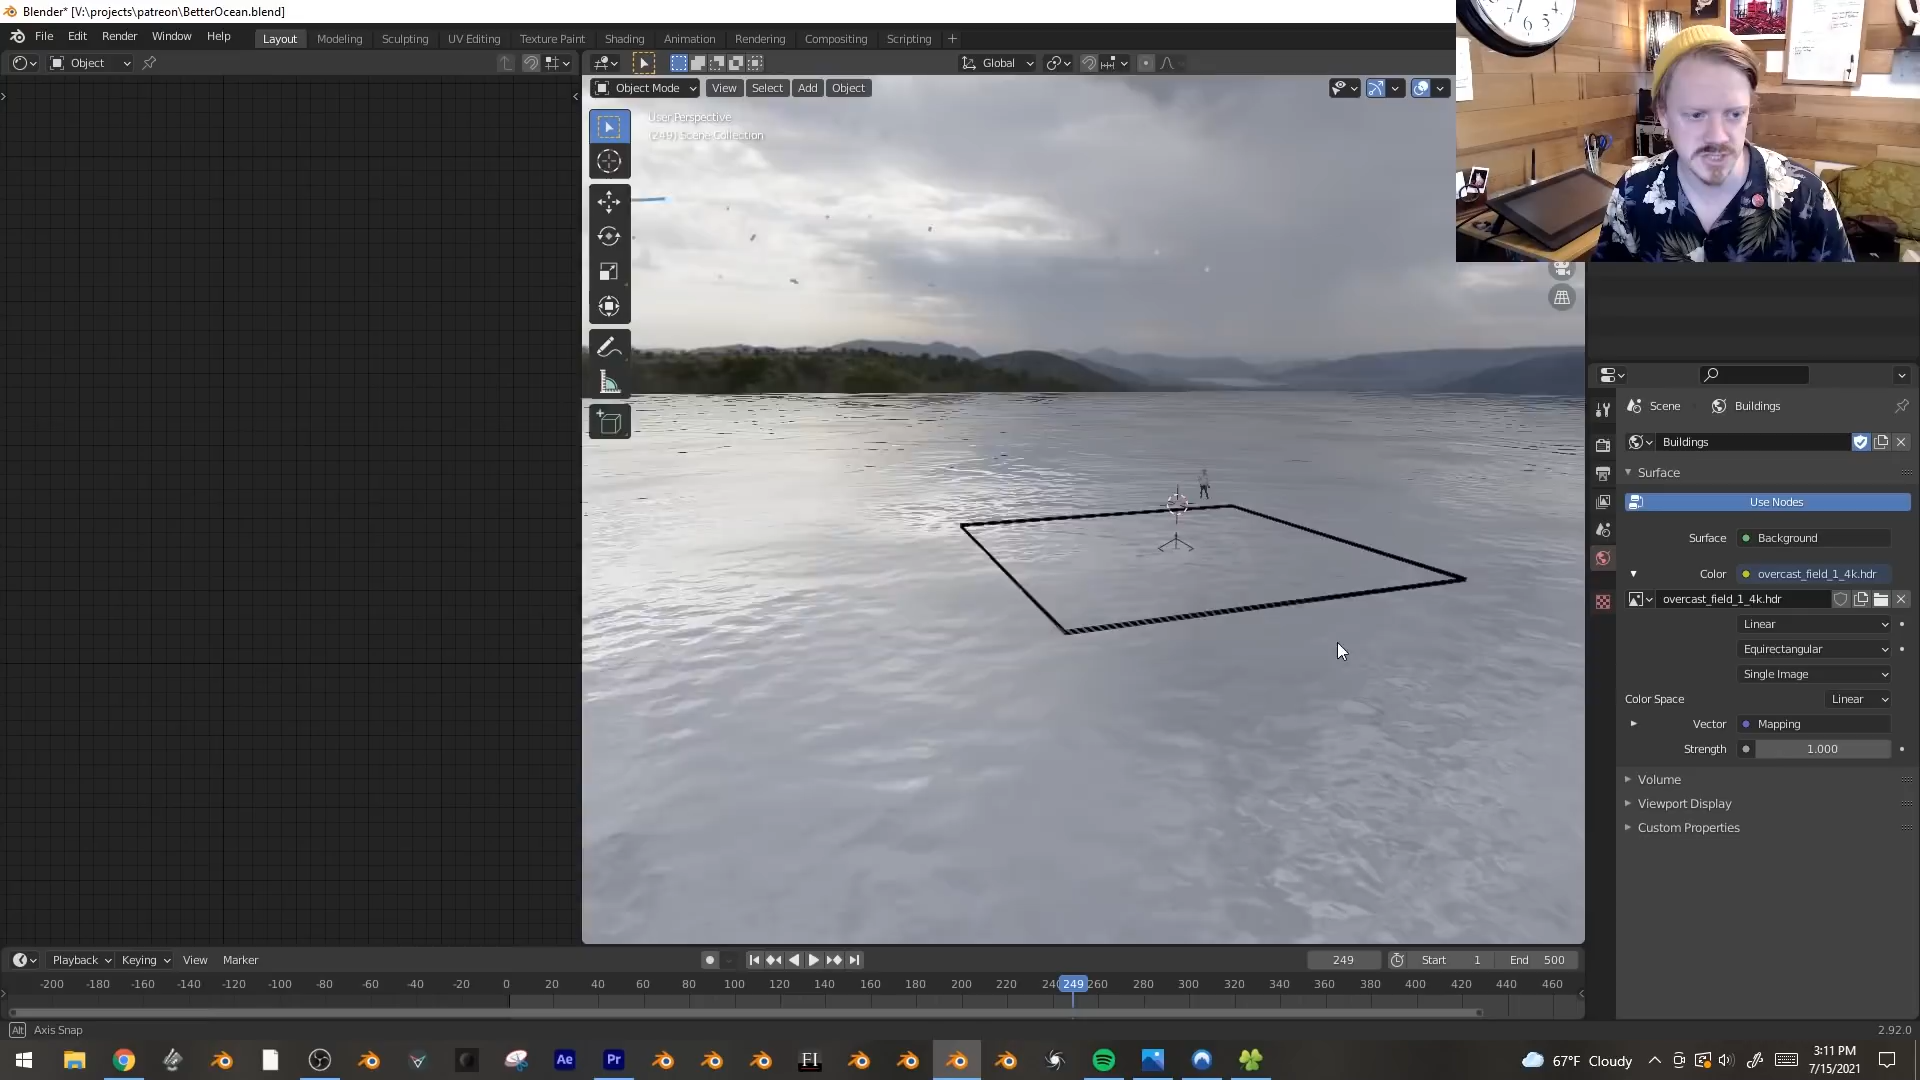 Blender* [V:\projects\patreon\BetterOcean.blend]
File Edit Render Window Help Layout Modeling Sculpting UV Editing Texture Paint Shading Animation Rendering Compositing Scripting
Object Global
Object Mode View Select Add Object
User Perspective
(249) Scene Collection
Scene Buildings
Buildings
Surface
Use Nodes
Surface Background
Color overcast_field_1_4k.hdr
overcast_field_1_4k.hdr
Linear
Equirectangular
Single Image
Color Space Linear
Vector Mapping
Strength 1.000
Volume
Viewport Display
Custom Properties
Playback Keying View Marker 249 Start 1 End 500
-200 -180 -160 -140 -120 -100 -80 -60 -40 -20 0 20 40 60 80 100 120 140 160 180 200 220 240 249 260 280 300 320 340 360 380 400 420 440 460
Alt Axis Snap 2.92.0
Ae Pr FI 67°F Cloudy 3:11 PM
7/15/2021